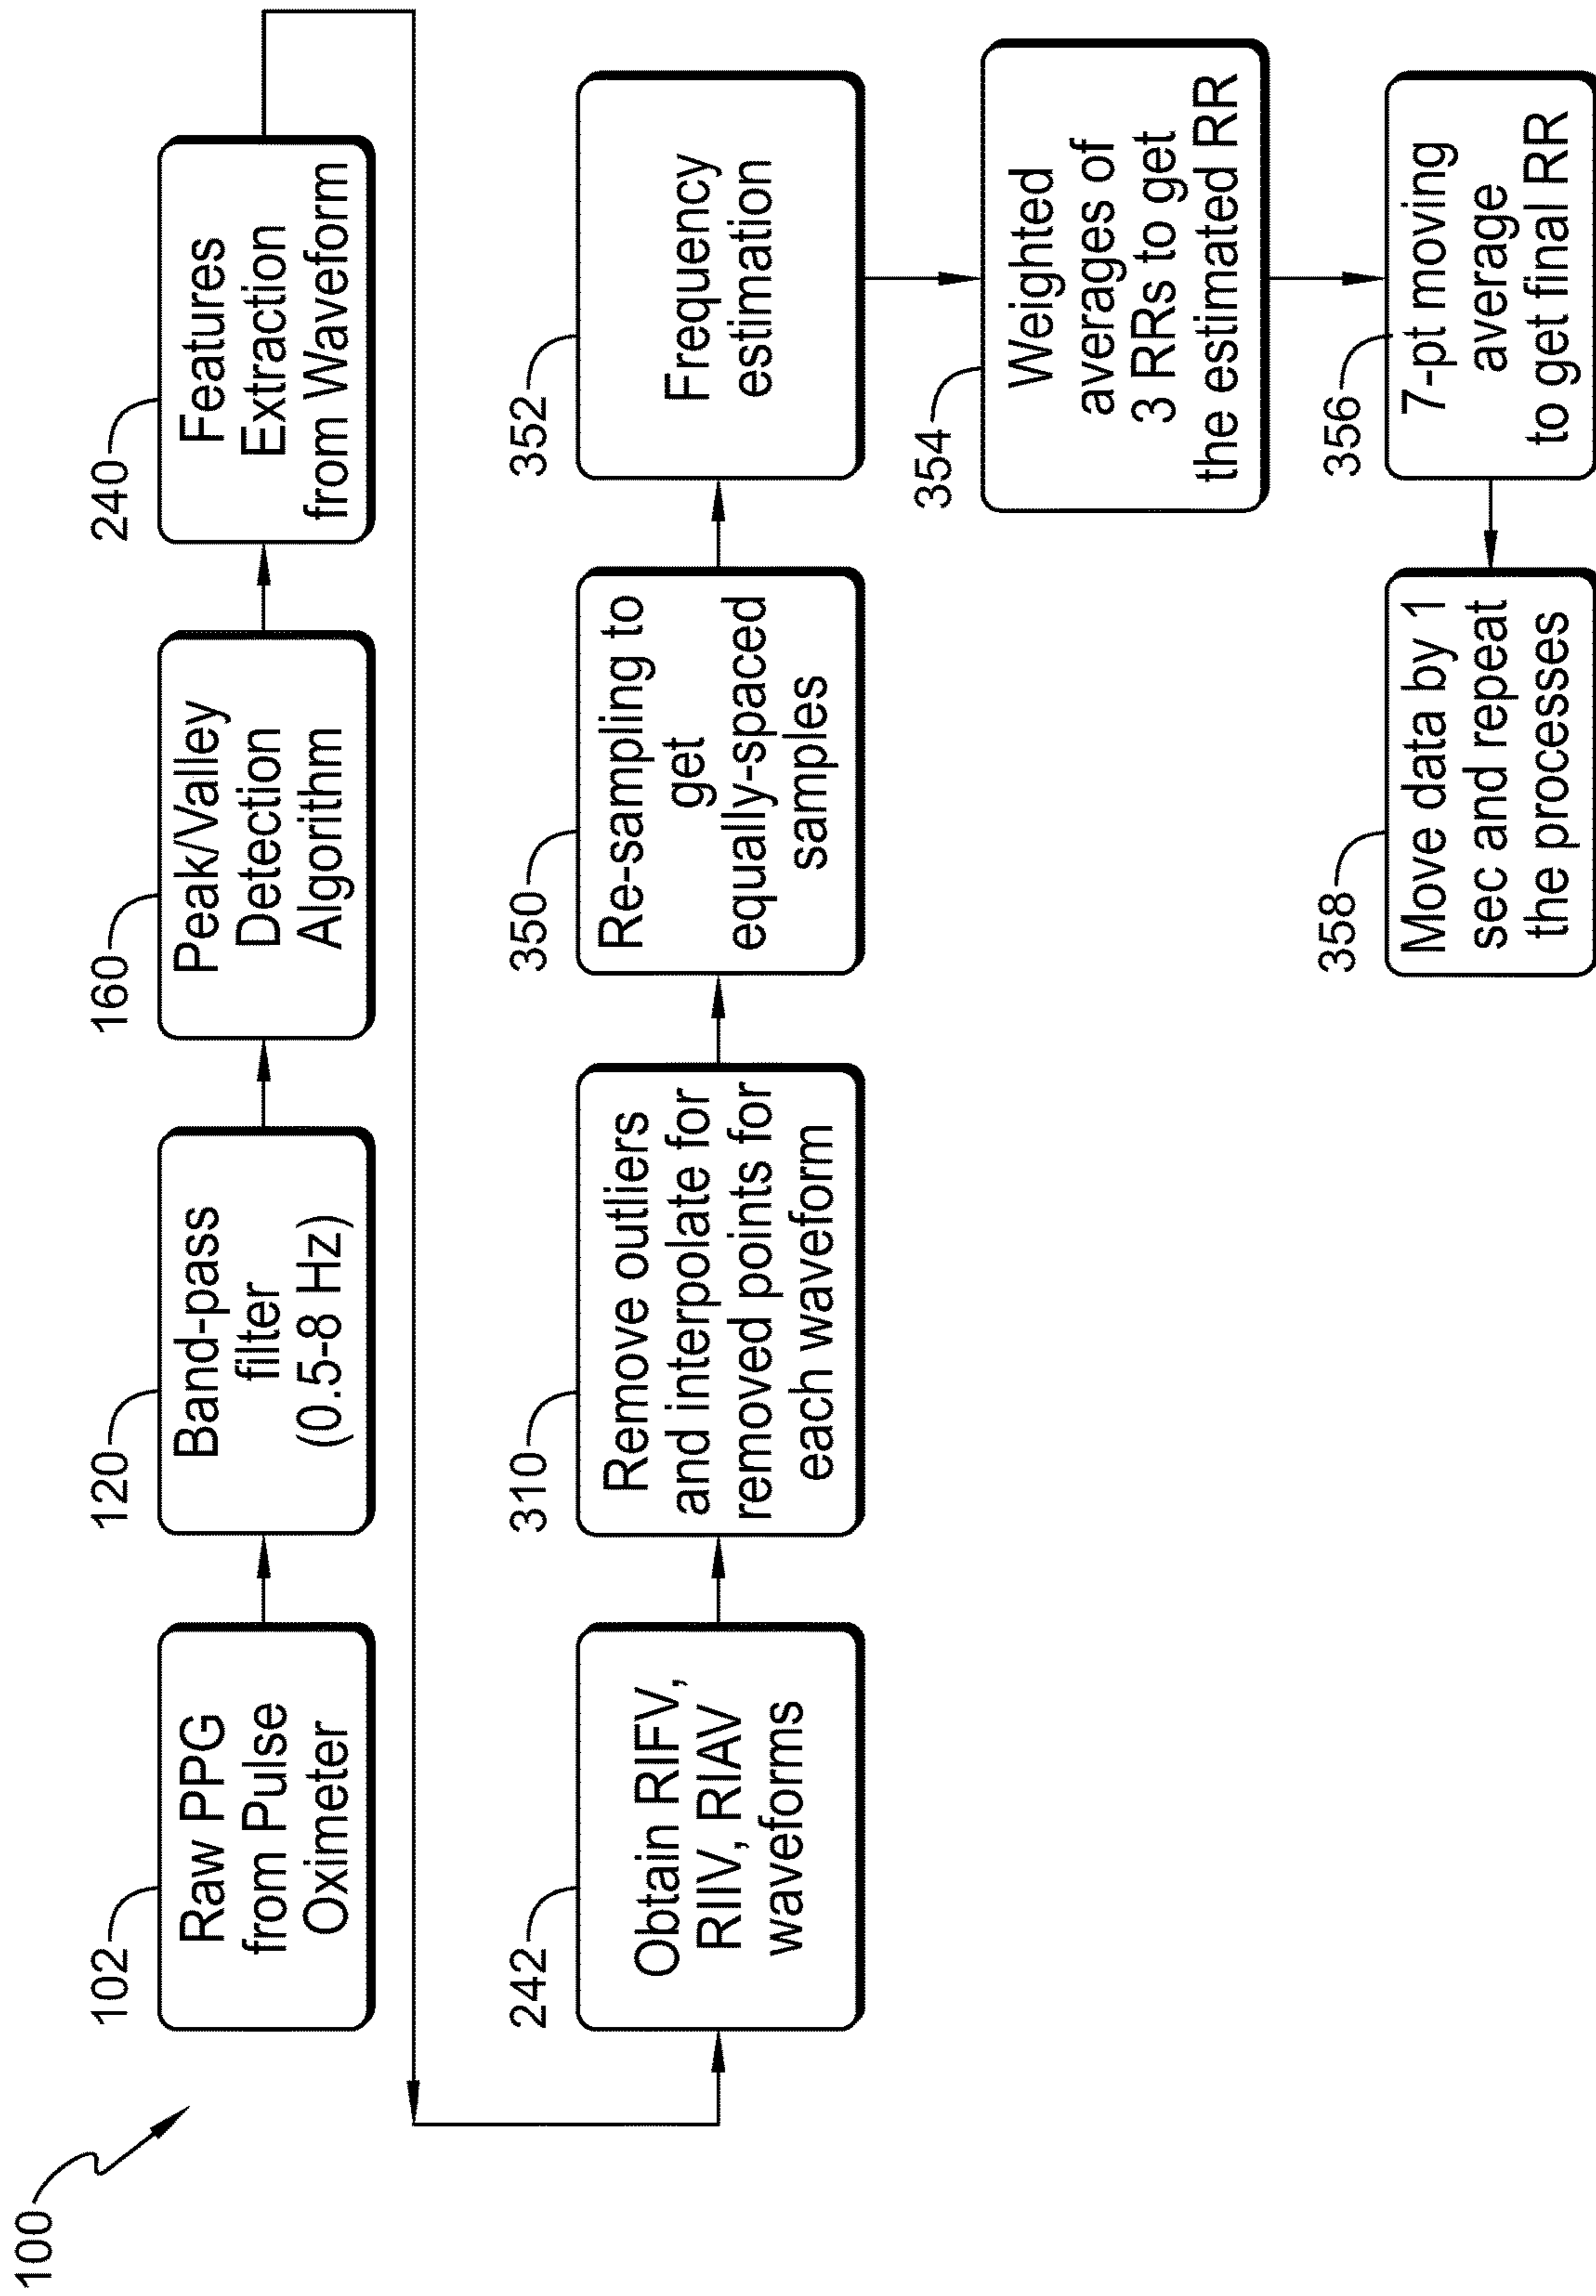 100
102
Raw PPG
from Pulse
Oximeter
120
Band-pass
filter
(0.5-8 Hz)
160
Peak/Valley
Detection
Algorithm
240
Features
Extraction
from Waveform
242
Obtain RIFV,
RIIV, RIAV
waveforms
310
Remove outliers
and interpolate for
removed points for
each waveform
350
Re-sampling to
get
equally-spaced
samples
352
Frequency
estimation
354
Weighted
averages of
3 RRs to get
the estimated RR
356
7-pt moving
average
to get final RR
358
Move data by 1
sec and repeat
the processes